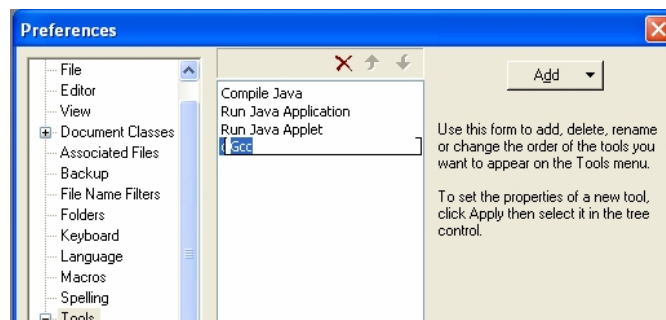 Preferences
File
Editor
View
Document Classes
Associated Files
Backup
File Name Filters
Folders
Keyboard
Language
Macros
Spelling
Tools
Compile Java
Run Java Application
Run Java Applet
Gcc
Add
Use this form to add, delete, rename
or change the order of the tools you
want to appear on the Tools menu.
To set the properties of a new tool,
click Apply then select it in the tree
control.